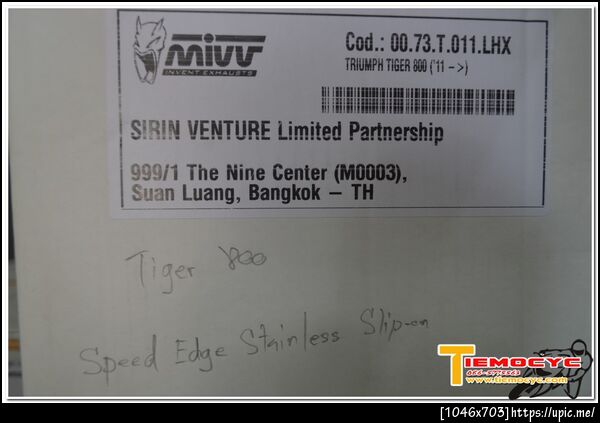 mivv
INVENT EXHAUSTS
Cod.: 00.73.T.011.LHX
TRIUMPH TIGER 800 ('11 ->)
SIRIN VENTURE Limited Partnership
999/1 The Nine Center (M0003),
Suan Luang, Bangkok – TH
Tiger 800
Speed Edge Stainless Slip-on
TIEMOCYC
www.tiemocyc.com
[1046x703]https://upic.me/